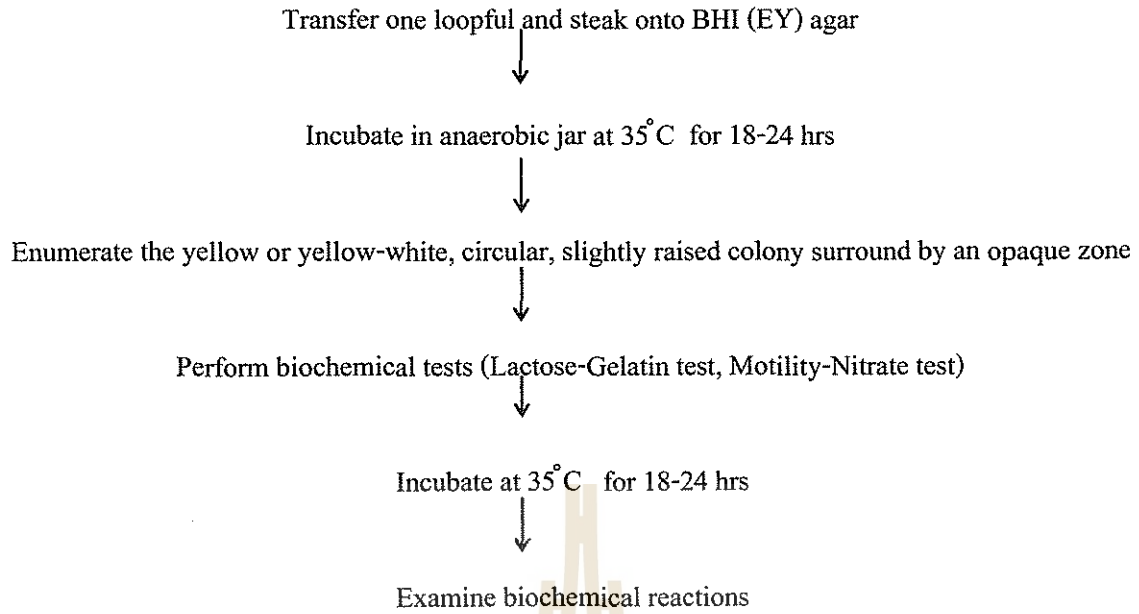 Transfer one loopful and steak onto BHI (EY) agar
Incubate in anaerobic jar at 35°C for 18-24 hrs
Enumerate the yellow or yellow-white, circular, slightly raised colony surround by an opaque zone
Perform biochemical tests (Lactose-Gelatin test, Motility-Nitrate test)
Incubate at 35°C for 18-24 hrs
Examine biochemical reactions